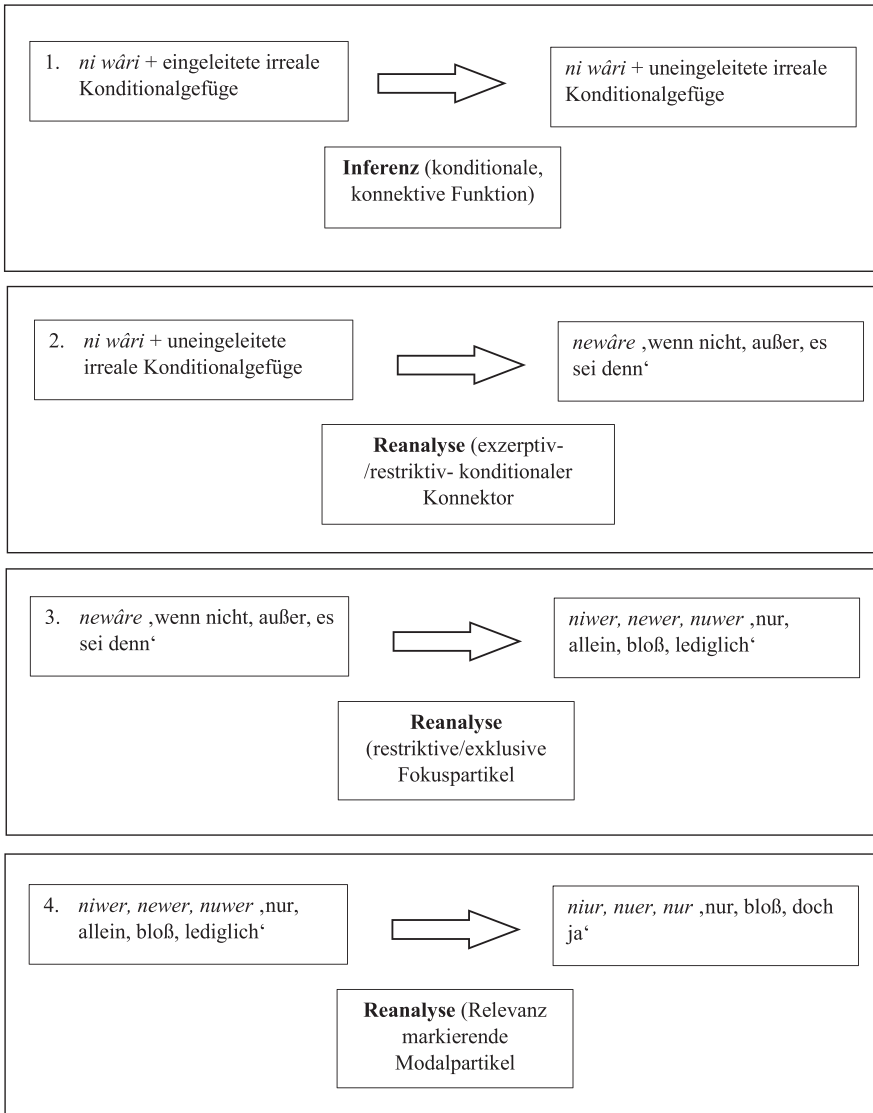 1. ni wâri + eingeleitete irreale
Konditionalgefüge
ni wâri + uneingeleitete irreale
Konditionalgefüge
Inferenz (konditionale,
konnektive Funktion)
2. ni wâri + uneingeleitete
irreale Konditionalgefüge
newâre ‚wenn nicht, außer, es
sei denn‘
Reanalyse (exzerptiv-
/restriktiv- konditionaler
Konnektor
3. newâre ‚wenn nicht, außer, es
sei denn‘
niwer, newer, nuwer ‚nur,
allein, bloß, lediglich‘
Reanalyse
(restriktive/exklusive
Fokuspartikel
4. niwer, newer, nuwer ‚nur,
allein, bloß, lediglich‘
niur, nuer, nur ‚nur, bloß, doch
ja‘
Reanalyse (Relevanz
markierende
Modalpartikel